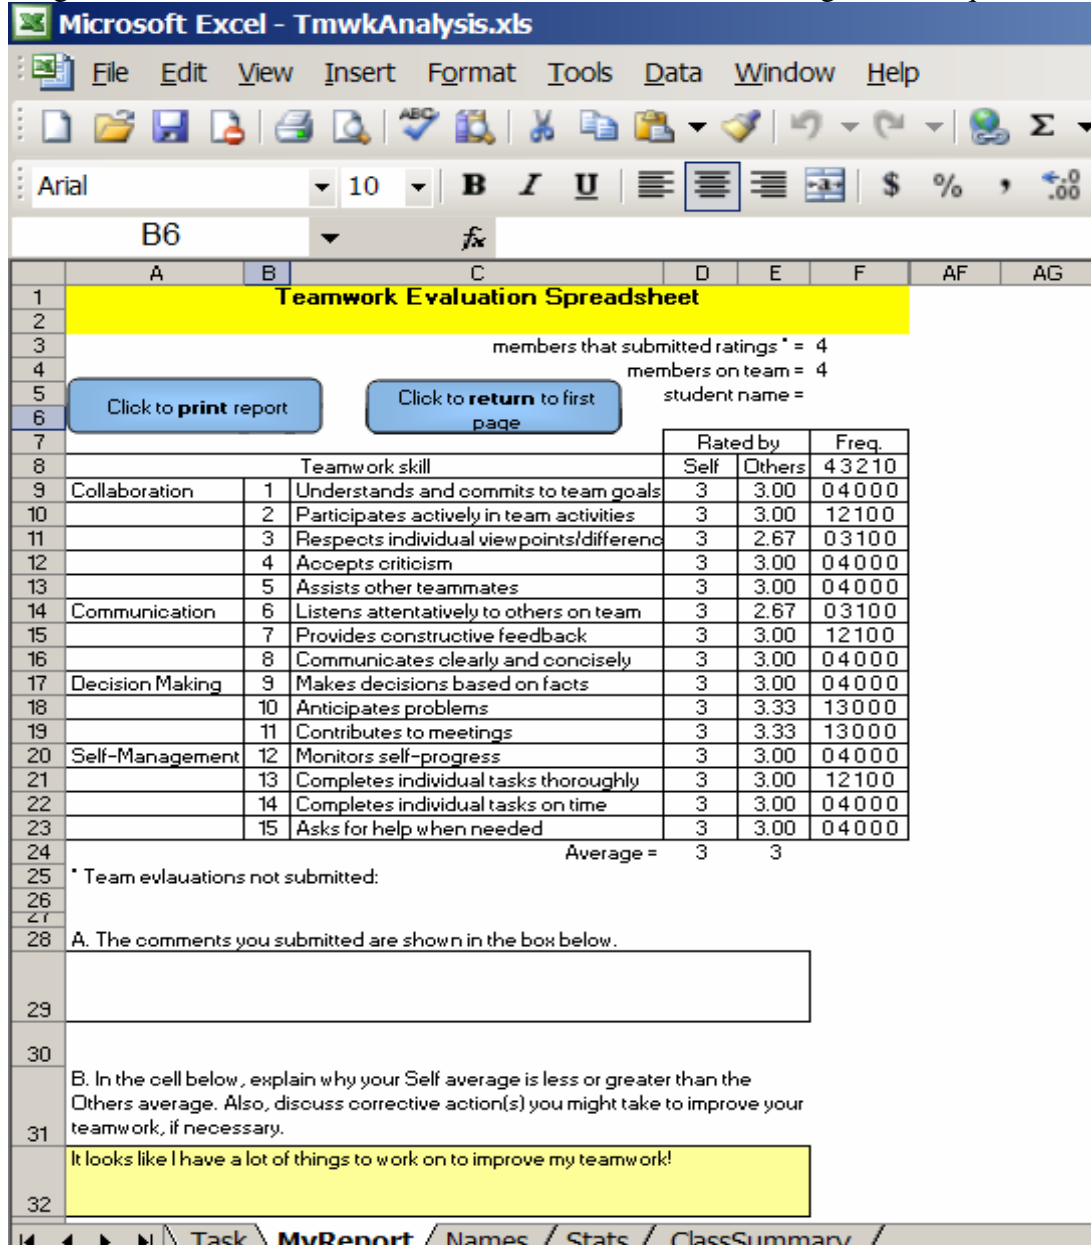 Microsoft Excel - TmwkAnalysis.xls
File Edit View Insert Format Tools Data Window Help
ABC Σ
Arial 10 B I U a $ % , .0 .00
B6 fx
A B C D E F AF AG
1 Teamwork Evaluation Spreadsheet
2
3 members that submitted ratings * = 4
4 members on team = 4
5 student name =
Click to print report
Click to return to first
6 page
7 Rated by Freq.
8 Teamwork skill Self Others 4 3 2 1 0
9 Collaboration 1 Understands and commits to team goals 3 3.00 0 4 0 0 0
10 2 Participates actively in team activities 3 3.00 1 2 1 0 0
11 3 Respects individual viewpoints/differenc 3 2.67 0 3 1 0 0
12 4 Accepts criticism 3 3.00 0 4 0 0 0
13 5 Assists other teammates 3 3.00 0 4 0 0 0
14 Communication 6 Listens attentatively to others on team 3 2.67 0 3 1 0 0
15 7 Provides constructive feedback 3 3.00 1 2 1 0 0
16 8 Communicates clearly and concisely 3 3.00 0 4 0 0 0
17 Decision Making 9 Makes decisions based on facts 3 3.00 0 4 0 0 0
18 10 Anticipates problems 3 3.33 1 3 0 0 0
19 11 Contributes to meetings 3 3.33 1 3 0 0 0
20 Self-Management 12 Monitors self-progress 3 3.00 0 4 0 0 0
21 13 Completes individual tasks thoroughly 3 3.00 1 2 1 0 0
22 14 Completes individual tasks on time 3 3.00 0 4 0 0 0
23 15 Asks for help when needed 3 3.00 0 4 0 0 0
24 Average = 3 3
25 * Team evlauations not submitted:
26
27
28 A. The comments you submitted are shown in the box below.
29
30
B. In the cell below, explain why your Self average is less or greater than the
Others average. Also, discuss corrective action(s) you might take to improve your
31 teamwork, if necessary.
It looks like I have a lot of things to work on to improve my teamwork!
32
Task MyReport Names Stats ClassSummary